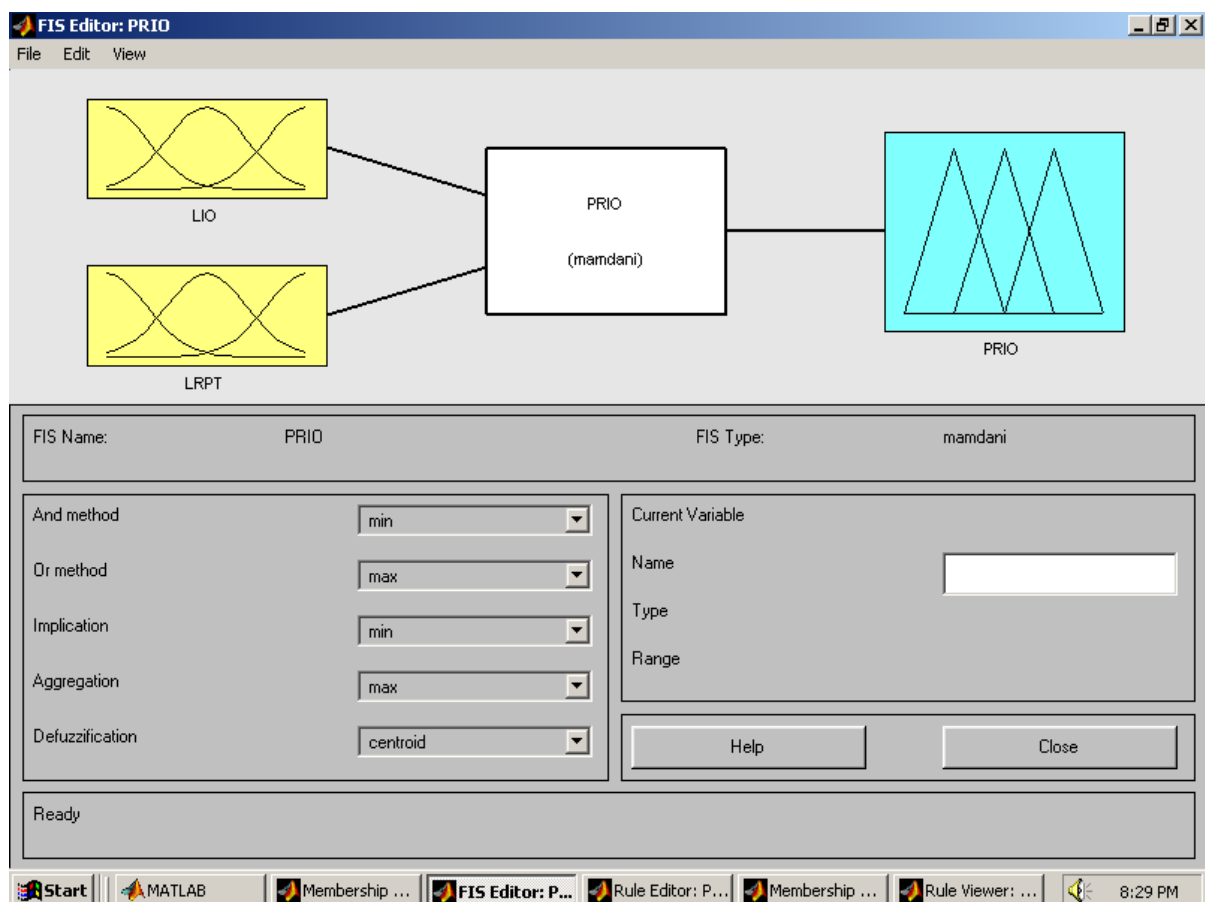 FIS Editor: PRIO
File Edit View
LIO
LRPT
PRIO
(mamdani)
PRIO
FIS Name: PRIO FIS Type: mamdani
And method min
Or method max
Implication min
Aggregation max
Defuzzification centroid
Current Variable
Name
Type
Range
Help Close
Ready
Start MATLAB Membership ... FIS Editor: P... Rule Editor: P... Membership ... Rule Viewer: ... 8:29 PM